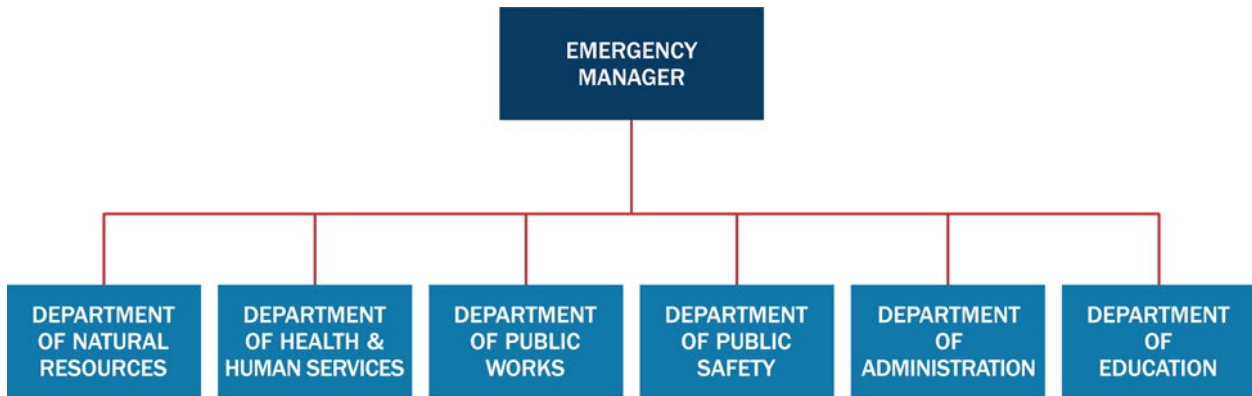 EMERGENCY
MANAGER
DEPARTMENT
OF NATURAL
RESOURCES
DEPARTMENT
OF HEALTH &
HUMAN SERVICES
DEPARTMENT
OF PUBLIC
WORKS
DEPARTMENT
OF PUBLIC
SAFETY
DEPARTMENT
OF
ADMINISTRATION
DEPARTMENT
OF
EDUCATION